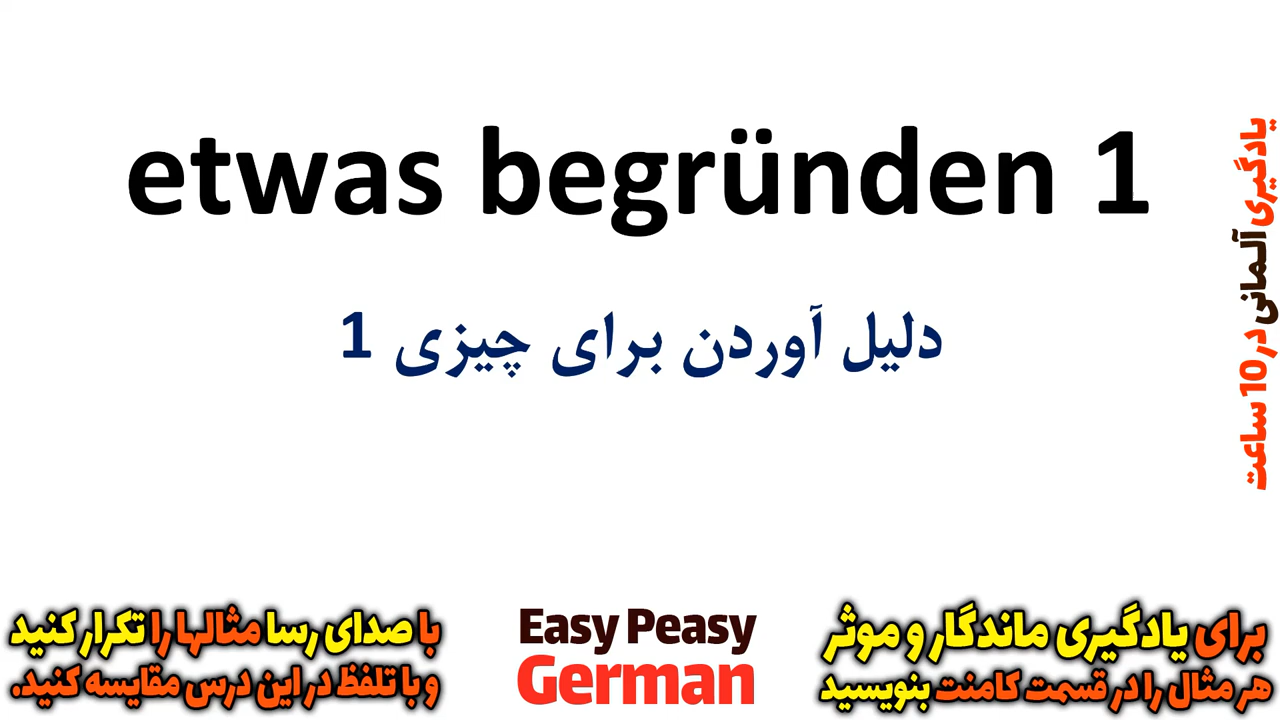 etwas begründen 1
دلیل آوردن برای چیزی 1
یادگیری آلمانی در 10 ساعت
با صدای رسا مثالها را تکرار کنید
و با تلفظ در این درس مقایسه کنید.
Easy Peasy
German
برای یادگیری ماندگار و موثر
هر مثال را در قسمت کامنت بنویسید